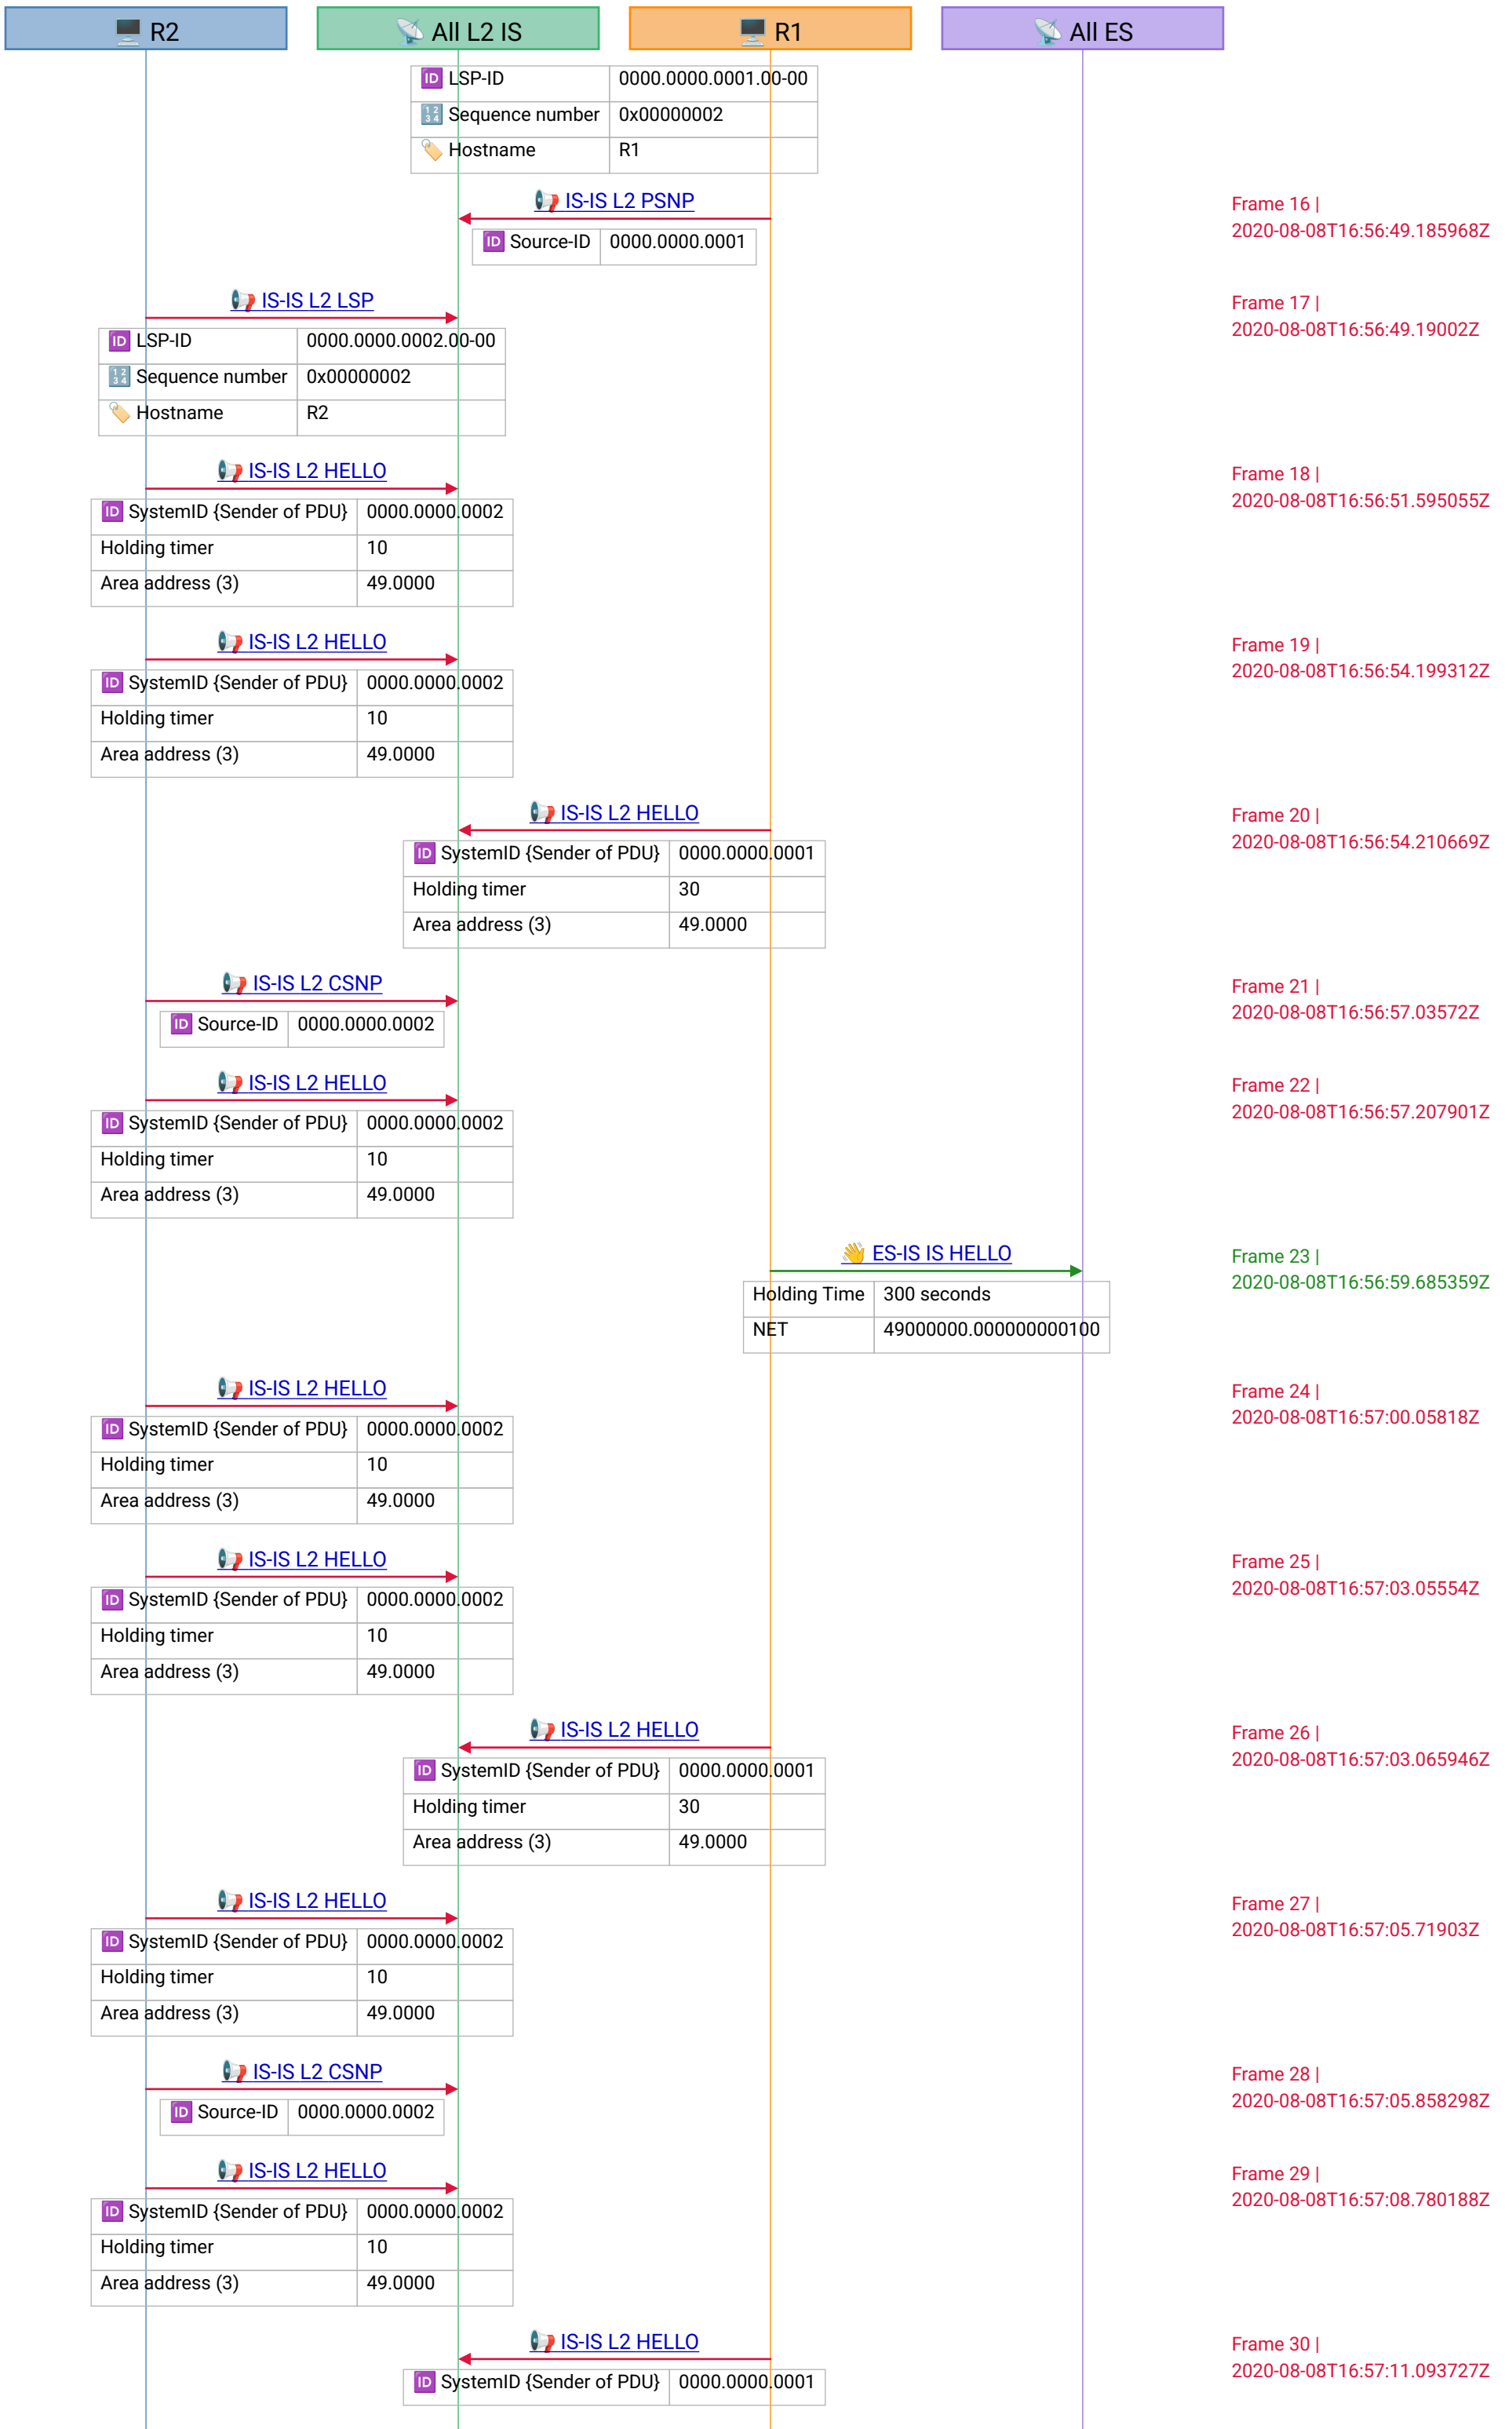 🖥️ R2
📡 All L2 IS
🖥️ R1
📡 All ES
🆔 LSP-ID 0000.0000.0001.00-00
🔢 Sequence number 0x00000002
🏷️ Hostname R1
📢 IS-IS L2 PSNP
Frame 16 |
2020-08-08T16:56:49.185968Z
🆔 Source-ID 0000.0000.0001
📢 IS-IS L2 LSP
Frame 17 |
2020-08-08T16:56:49.19002Z
🆔 LSP-ID 0000.0000.0002.00-00
🔢 Sequence number 0x00000002
🏷️ Hostname R2
📢 IS-IS L2 HELLO
Frame 18 |
2020-08-08T16:56:51.595055Z
🆔 SystemID {Sender of PDU} 0000.0000.0002
Holding timer 10
Area address (3) 49.0000
📢 IS-IS L2 HELLO
Frame 19 |
2020-08-08T16:56:54.199312Z
🆔 SystemID {Sender of PDU} 0000.0000.0002
Holding timer 10
Area address (3) 49.0000
📢 IS-IS L2 HELLO
Frame 20 |
2020-08-08T16:56:54.210669Z
🆔 SystemID {Sender of PDU} 0000.0000.0001
Holding timer 30
Area address (3) 49.0000
📢 IS-IS L2 CSNP
Frame 21 |
2020-08-08T16:56:57.03572Z
🆔 Source-ID 0000.0000.0002
📢 IS-IS L2 HELLO
Frame 22 |
2020-08-08T16:56:57.207901Z
🆔 SystemID {Sender of PDU} 0000.0000.0002
Holding timer 10
Area address (3) 49.0000
👋 ES-IS IS HELLO
Frame 23 |
2020-08-08T16:56:59.685359Z
Holding Time 300 seconds
NET 49000000.000000000100
📢 IS-IS L2 HELLO
Frame 24 |
2020-08-08T16:57:00.05818Z
🆔 SystemID {Sender of PDU} 0000.0000.0002
Holding timer 10
Area address (3) 49.0000
📢 IS-IS L2 HELLO
Frame 25 |
2020-08-08T16:57:03.05554Z
🆔 SystemID {Sender of PDU} 0000.0000.0002
Holding timer 10
Area address (3) 49.0000
📢 IS-IS L2 HELLO
Frame 26 |
2020-08-08T16:57:03.065946Z
🆔 SystemID {Sender of PDU} 0000.0000.0001
Holding timer 30
Area address (3) 49.0000
📢 IS-IS L2 HELLO
Frame 27 |
2020-08-08T16:57:05.71903Z
🆔 SystemID {Sender of PDU} 0000.0000.0002
Holding timer 10
Area address (3) 49.0000
📢 IS-IS L2 CSNP
Frame 28 |
2020-08-08T16:57:05.858298Z
🆔 Source-ID 0000.0000.0002
📢 IS-IS L2 HELLO
Frame 29 |
2020-08-08T16:57:08.780188Z
🆔 SystemID {Sender of PDU} 0000.0000.0002
Holding timer 10
Area address (3) 49.0000
📢 IS-IS L2 HELLO
Frame 30 |
2020-08-08T16:57:11.093727Z
🆔 SystemID {Sender of PDU} 0000.0000.0001